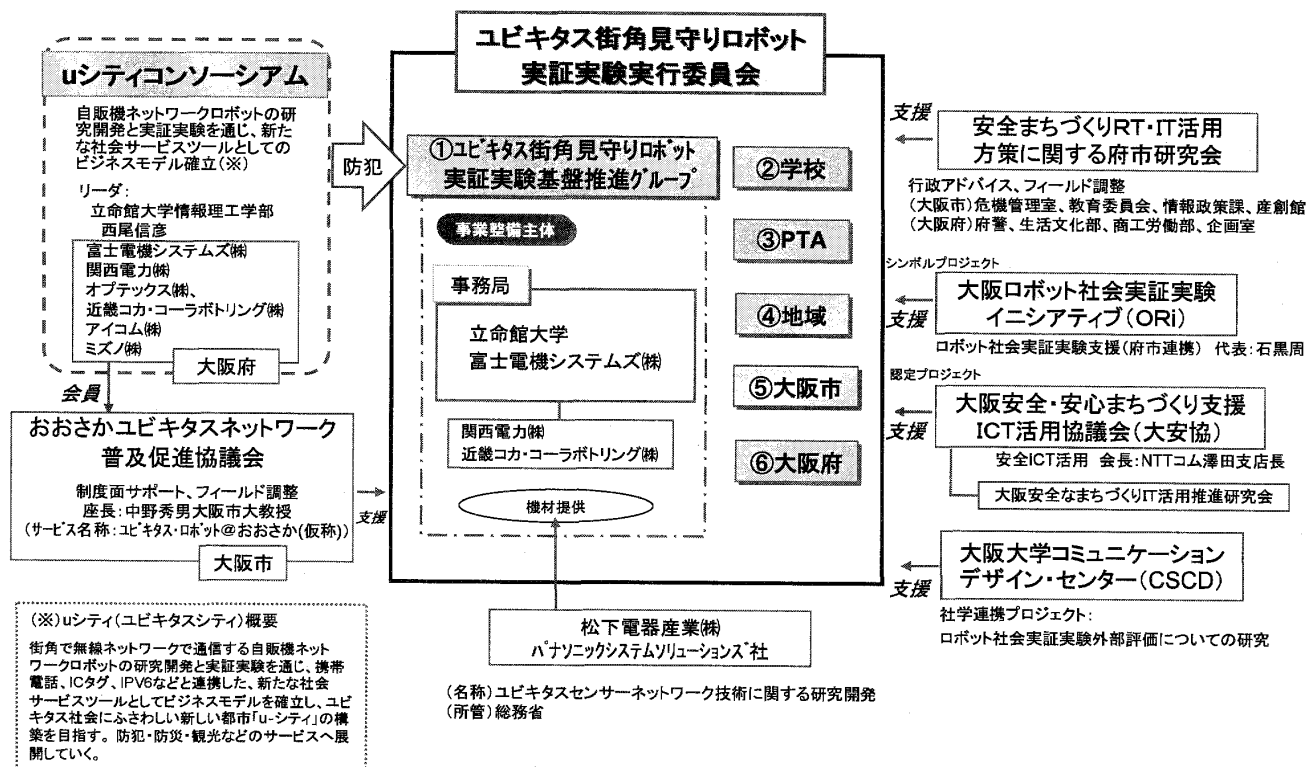 uシティコンソーシアム
自販機ネットワークロボットの研
究開発と実証実験を通じ、新た
な社会サービスツールとしての
ビジネスモデル確立(※)
リーダ:
立命館大学情報理工学部
西尾信彦
富士電機システムズ㈱
関西電力㈱
オプテックス㈱、
近畿コカ・コーラボトリング㈱
アイコム㈱
ミズノ㈱
大阪府
会員
おおさかユビキタスネットワーク
普及促進協議会
制度面サポート、フィールド調整
座長:中野秀男大阪市大教授
(サービス名称:ユビキタス・ロボット@おおさか(仮称))
大阪市
支援
(※)uシティ(ユビキタスシティ)概要
街角で無線ネットワークで通信する自販機ネット
ワークロボットの研究開発と実証実験を通じ、携帯
電話、ICタグ、IPV6などと連携した、新たな社会
サービスツールとしてビジネスモデルを確立し、ユビ
キタス社会にふさわしい新しい都市「u-シティ」の構
築を目指す。防犯・防災・観光などのサービスへ展
開していく。
防犯
ユビキタス街角見守りロボット
実証実験実行委員会
①ユビキタス街角見守りロボット
実証実験基盤推進グループ
事業整備主体
事務局
立命館大学
富士電機システムズ㈱
関西電力㈱
近畿コカ・コーラボトリング㈱
機材提供
②学校
③PTA
④地域
⑤大阪市
⑥大阪府
松下電器産業㈱
パナソニックシステムソリューションズ社
(名称)ユビキタスセンサーネットワーク技術に関する研究開発
(所管)総務省
支援
安全まちづくりRT・IT活用
方策に関する府市研究会
行政アドバイス、フィールド調整
(大阪市)危機管理室、教育委員会、情報政策課、産創館
(大阪府)府警、生活文化部、商工労働部、企画室
シンボルプロジェクト
支援
大阪ロボット社会実証実験
イニシアティブ(ORi)
ロボット社会実証実験支援(府市連携) 代表:石黒周
認定プロジェクト
支援
大阪安全・安心まちづくり支援
ICT活用協議会(大安協)
安全ICT活用 会長:NTTコム澤田支店長
大阪安全なまちづくりIT活用推進研究会
支援
大阪大学コミュニケーション
デザイン・センター(CSCD)
社学連携プロジェクト:
ロボット社会実証実験外部評価についての研究